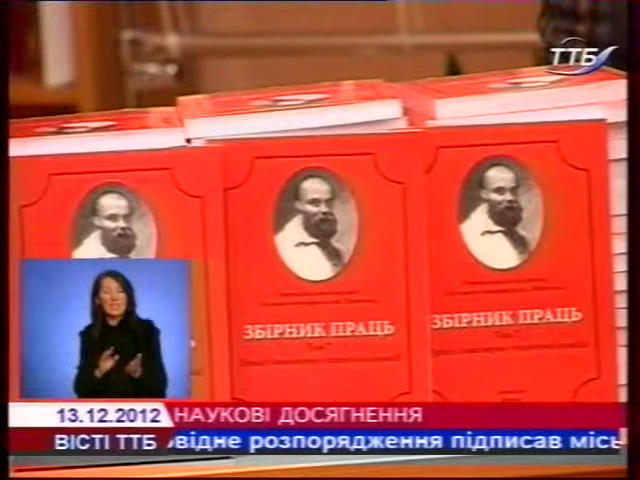 ТТБ
ЗБІРНИК ПРАЦЬ
ЗБІРНИК ПРАЦЬ
13.12.2012 НАУКОВІ ДОСЯГНЕННЯ
ВІСТІ ТТБ відне розпорядження підписав місь